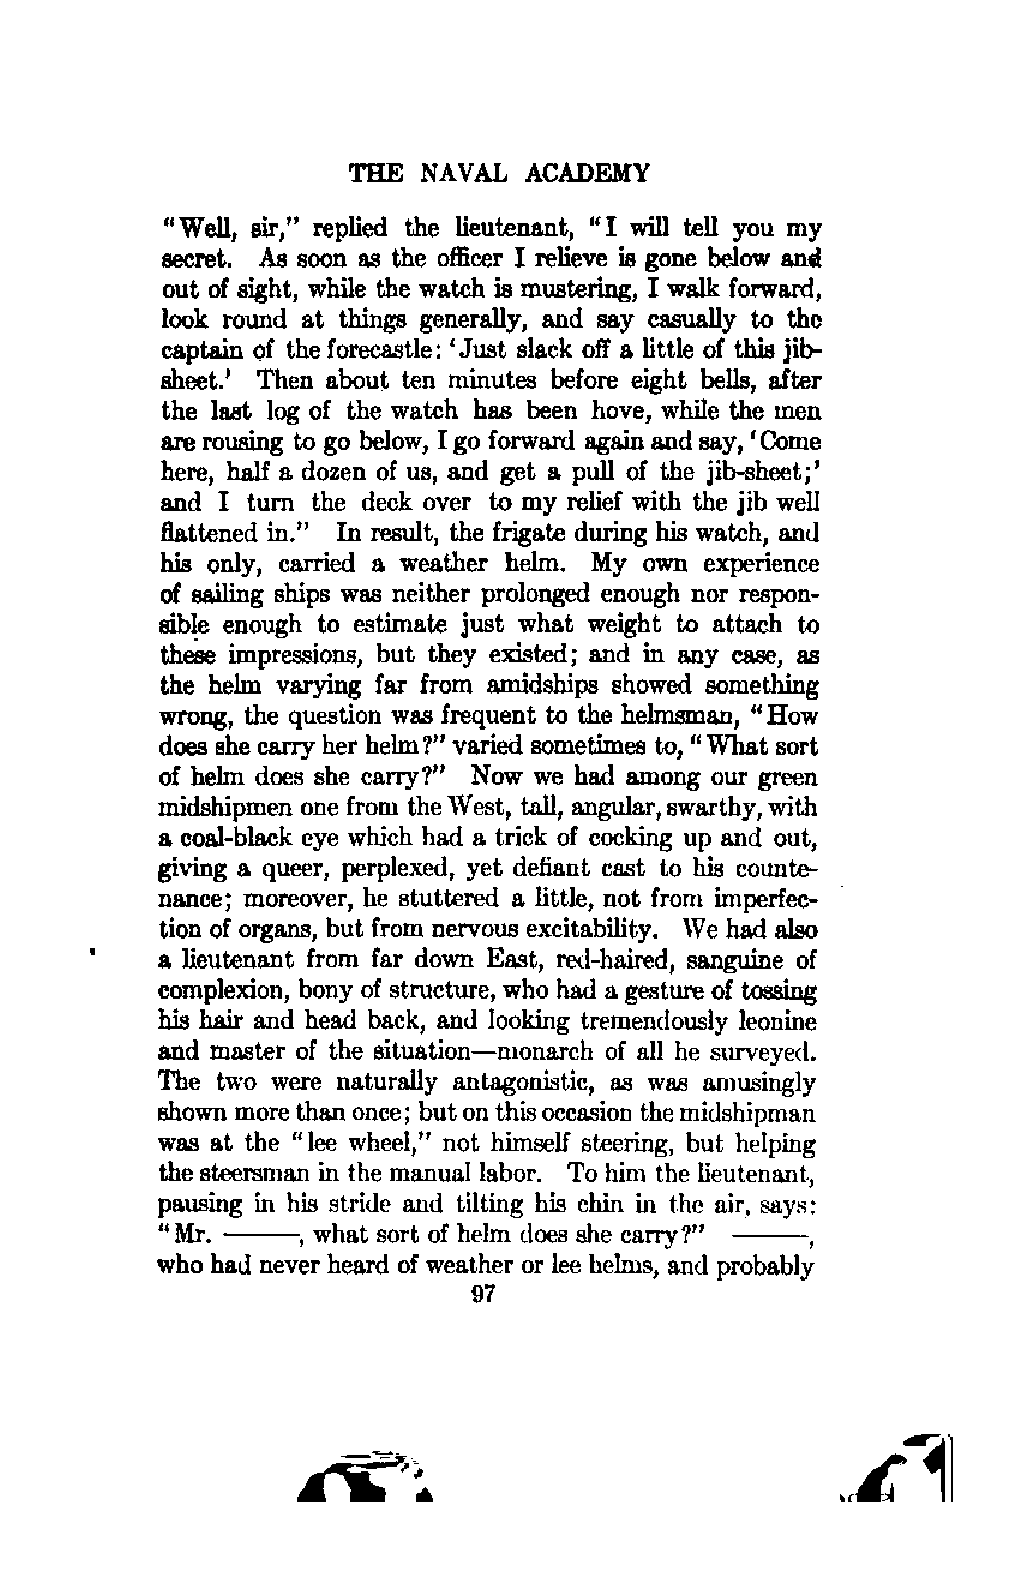 THE NAVAL ACADEMY
"Well, sir," replied the lieutenant, "I will tell you my
secret. As soon as the officer I relieve is gone below and
out of sight, while the watch is mustering, I walk forward,
look round at things generally, and say casually to the
captain of the forecastle: 'Just slack off a little of this jib-
sheet.' Then about ten minutes before eight bells, after
the last log of the watch has been hove, while the men
are rousing to go below, I go forward again and say, 'Come
here, half a dozen of us, and get a pull of the jib-sheet;'
and I turn the deck over to my relief with the jib well
flattened in." In result, the frigate during his watch, and
his only, carried a weather helm. My own experience
of sailing ships was neither prolonged enough nor respon-
sible enough to estimate just what weight to attach to
these impressions, but they existed; and in any case, as
the helm varying far from amidships showed something
wrong, the question was frequent to the helmsman, "How
does she carry her helm?" varied sometimes to, "What sort
of helm does she carry?" Now we had among our green
midshipmen one from the West, tall, angular, swarthy, with
a coal-black eye which had a trick of cocking up and out,
giving a queer, perplexed, yet defiant cast to his counte-
nance; moreover, he stuttered a little, not from imperfec-
tion of organs, but from nervous excitability. We had also
a lieutenant from far down East, red-haired, sanguine of
complexion, bony of structure, who had a gesture of tossing
his hair and head back, and looking tremendously leonine
and master of the situation—monarch of all he surveyed.
The two were naturally antagonistic, as was amusingly
shown more than once; but on this occasion the midshipman
was at the "lee wheel," not himself steering, but helping
the steersman in the manual labor. To him the lieutenant,
pausing in his stride and tilting his chin in the air, says:
"Mr. ———, what sort of helm does she carry?" ———,
who had never heard of weather or lee helms, and probably
97